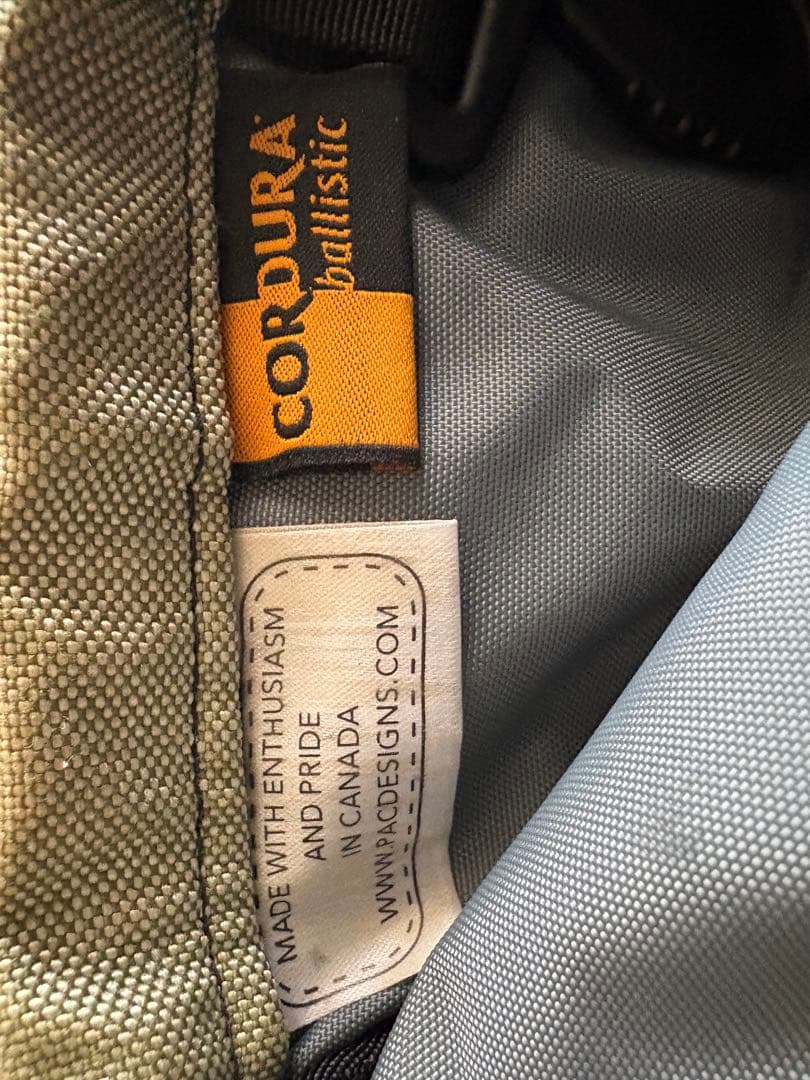 CORDURA
ballistic
MADE WITH ENTHUSIASM
AND PRIDE
IN CANADA
WWW.PACDESIGNS.COM